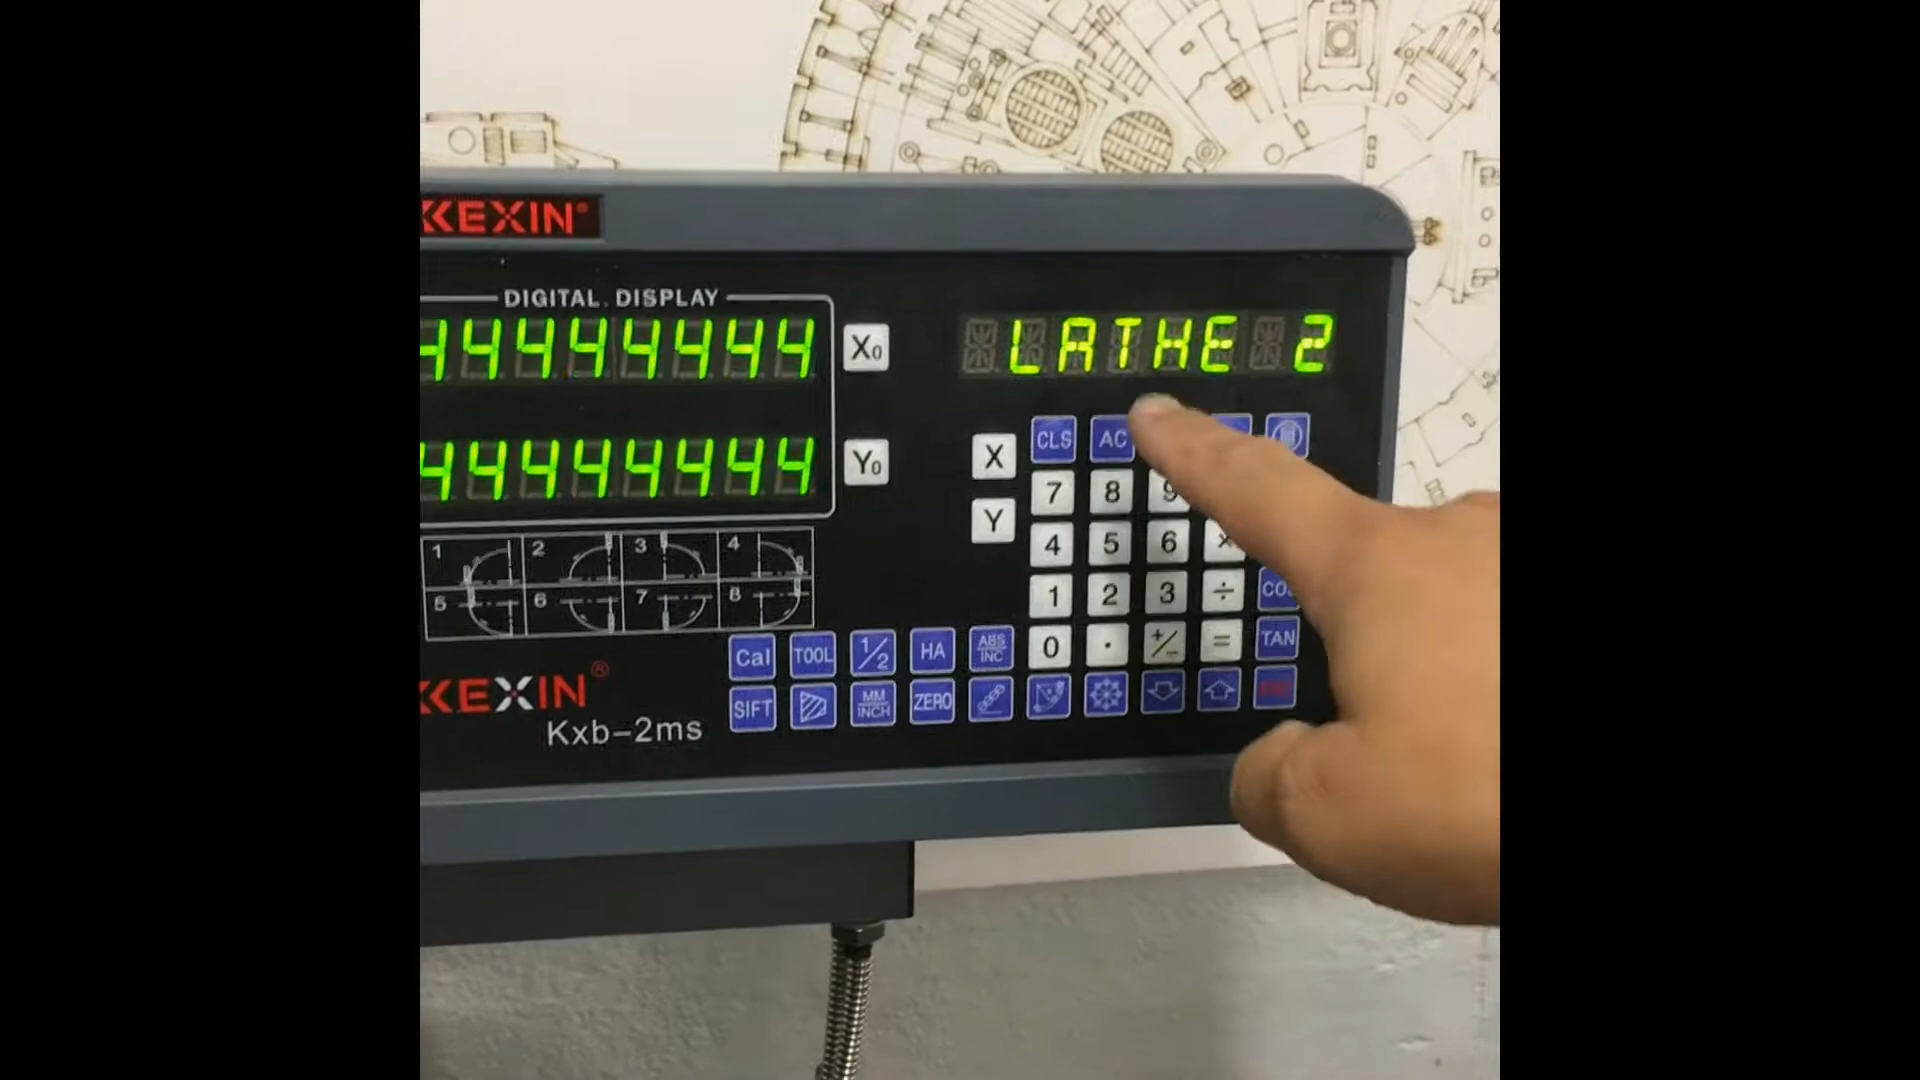 KEXIN®
DIGITAL DISPLAY
44444444
X0
LATHE 2
44444444
Y0
X
CLS
AC
Y
7
8
9
4
5
6
×
1
2
3
÷
COS
0
.
+/-
=
TAN
1
2
3
4
5
6
7
8
Cal
TOOL
1/2
HA
ABS
INC
SIFT
MM
INCH
ZERO
KEXIN®
Kxb-2ms